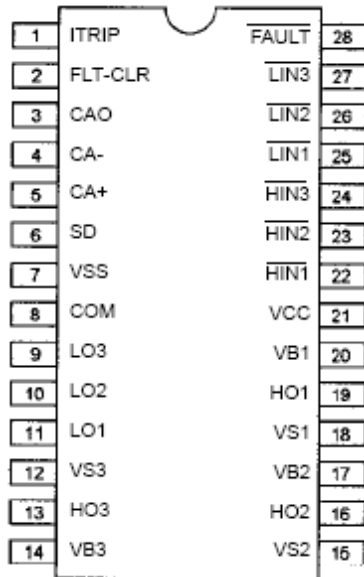 1 ITRIP FAULT 28
2 FLT-CLR LIN3 27
3 CAO LIN2 26
4 CA- LIN1 25
5 CA+ HIN3 24
6 SD HIN2 23
7 VSS HIN1 22
8 COM VCC 21
9 LO3 VB1 20
10 LO2 HO1 19
11 LO1 VS1 18
12 VS3 VB2 17
13 HO3 HO2 16
14 VB3 VS2 15